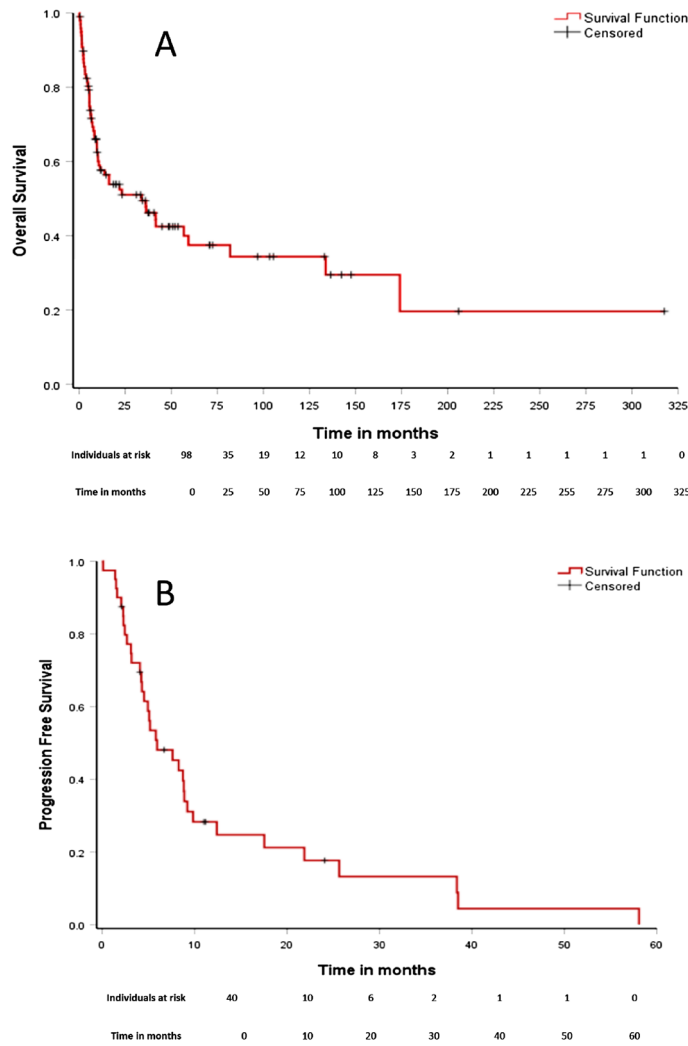 A
Survival Function
Censored
Overall Survival
1.0
0.8
0.6
0.4
0.2
0.0
0 25 50 75 100 125 150 175 200 225 250 275 300 325
Time in months
Individuals at risk 98 35 19 12 10 8 3 2 1 1 1 1 1 0
Time in months 0 25 50 75 100 125 150 175 200 225 255 275 300 325
B
Survival Function
Censored
Progression Free Survival
1.0
0.8
0.6
0.4
0.2
0.0
0 10 20 30 40 50 60
Time in months
Individuals at risk 40 10 6 2 1 1 0
Time in months 0 10 20 30 40 50 60